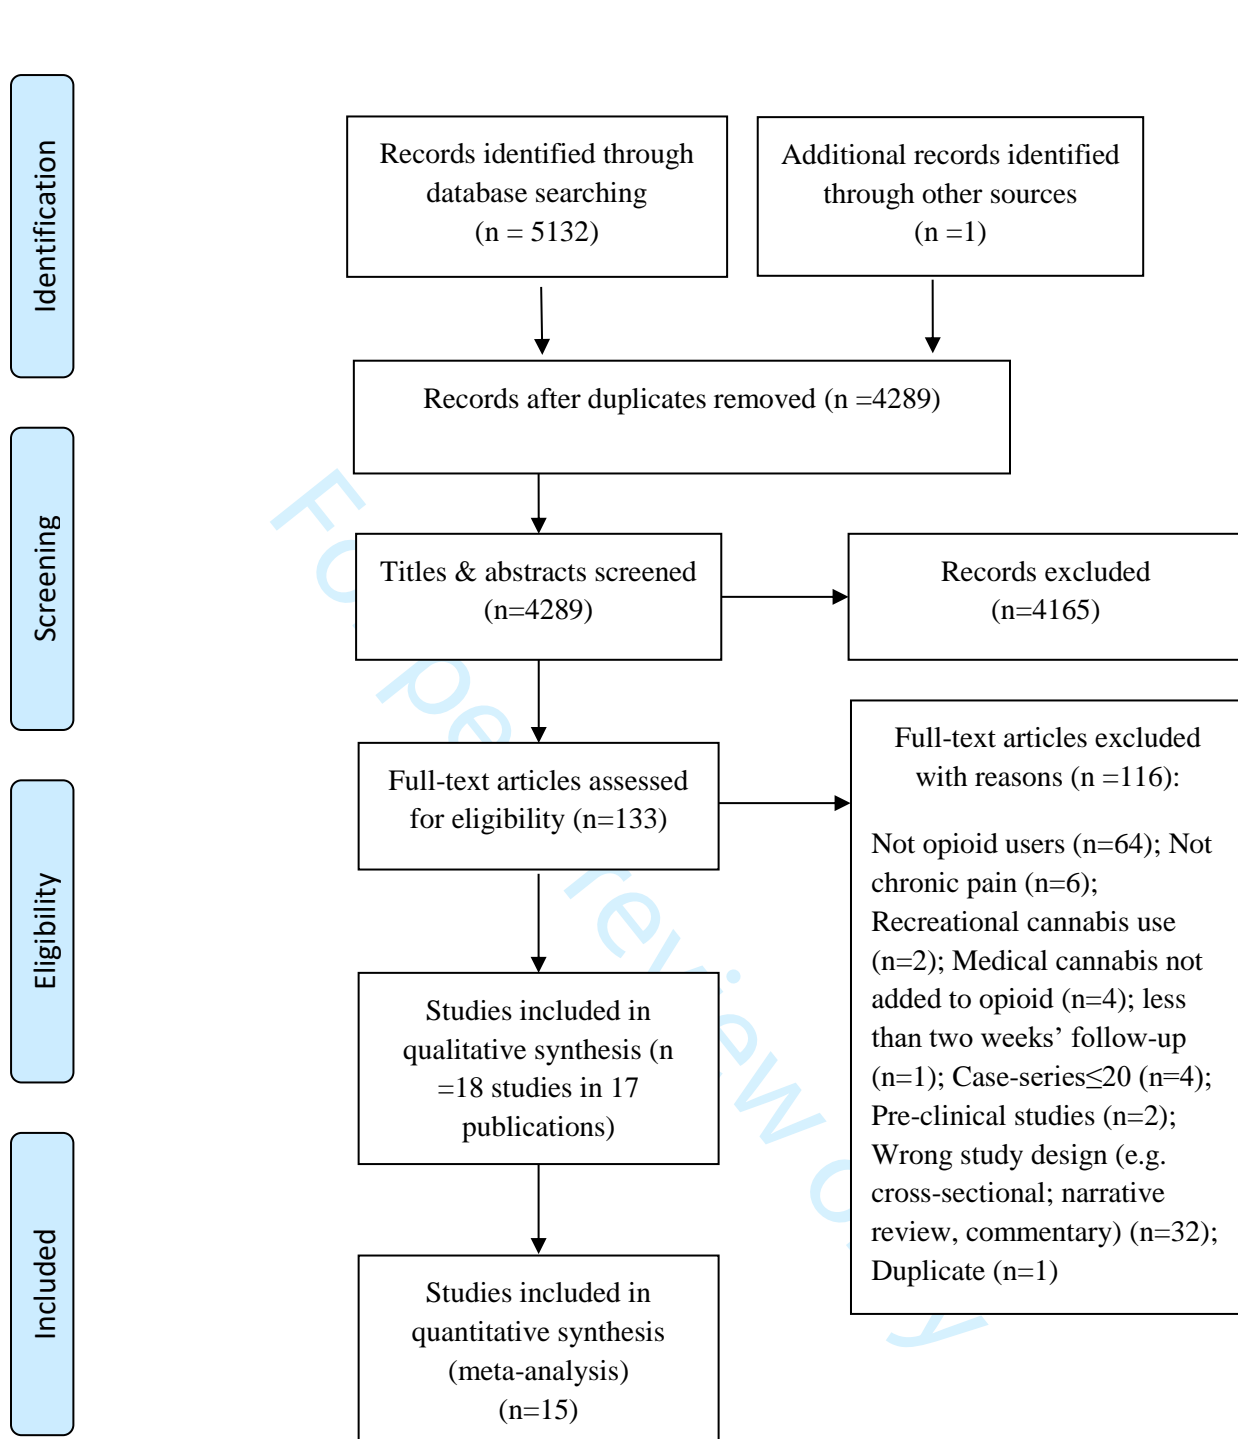 Identification
Records identified through
database searching
(n = 5132)
Additional records identified
through other sources
(n =1)
Records after duplicates removed (n =4289)
Screening
Titles & abstracts screened
(n=4289)
Records excluded
(n=4165)
Eligibility
Full-text articles assessed
for eligibility (n=133)
Full-text articles excluded
with reasons (n =116):
Not opioid users (n=64); Not
chronic pain (n=6);
Recreational cannabis use
(n=2); Medical cannabis not
added to opioid (n=4); less
than two weeks’ follow-up
(n=1); Case-series≤20 (n=4);
Pre-clinical studies (n=2);
Wrong study design (e.g.
cross-sectional; narrative
review, commentary) (n=32);
Duplicate (n=1)
Studies included in
qualitative synthesis (n
=18 studies in 17
publications)
Included
Studies included in
quantitative synthesis
(meta-analysis)
(n=15)
For peer review only